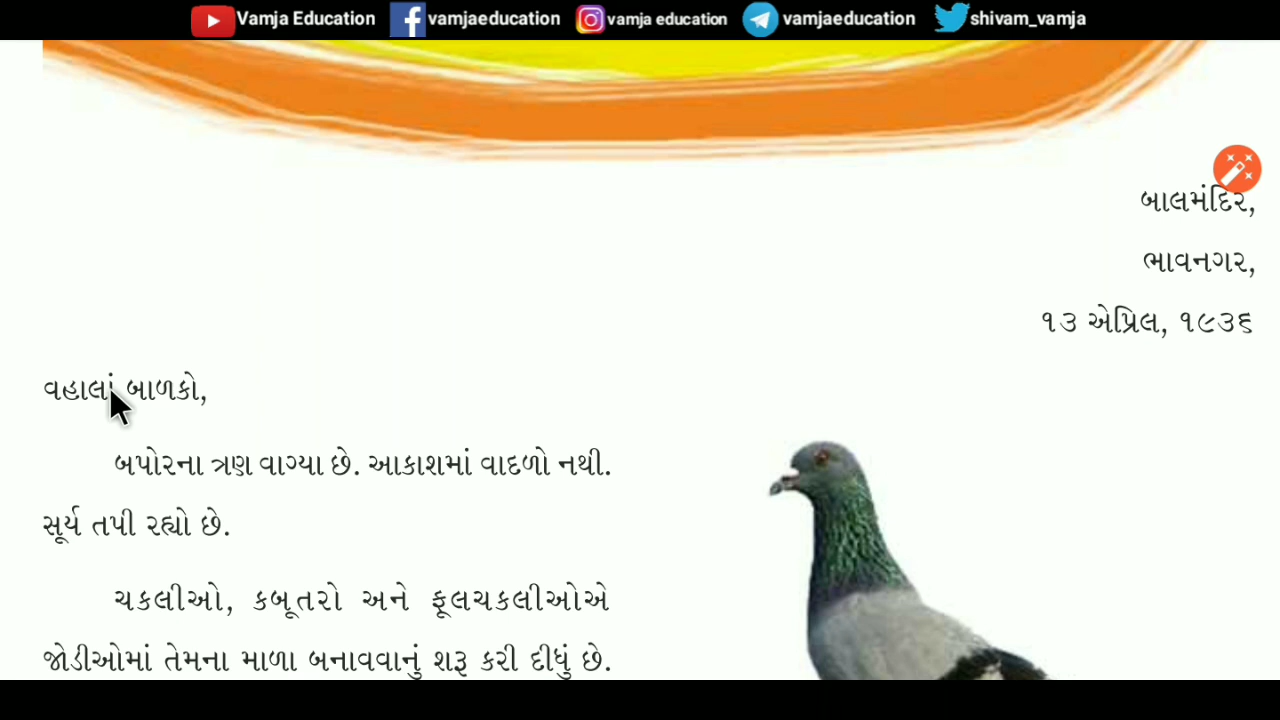 Vamja Education vamjaeducation vamja education vamjaeducation shivam_vamja
બાલમંદિર,
ભાવનગર,
૧૩ એપ્રિલ, ૧૯૩૬
વહાલાં બાળકો,
બપોરના ત્રણ વાગ્યા છે. આકાશમાં વાદળો નથી.
સૂર્ય તપી રહ્યો છે.
ચકલીઓ, કબૂતરો અને ફૂલચકલીઓએ
જોડીઓમાં તેમના માળા બનાવવાનું શરૂ કરી દીધું છે.